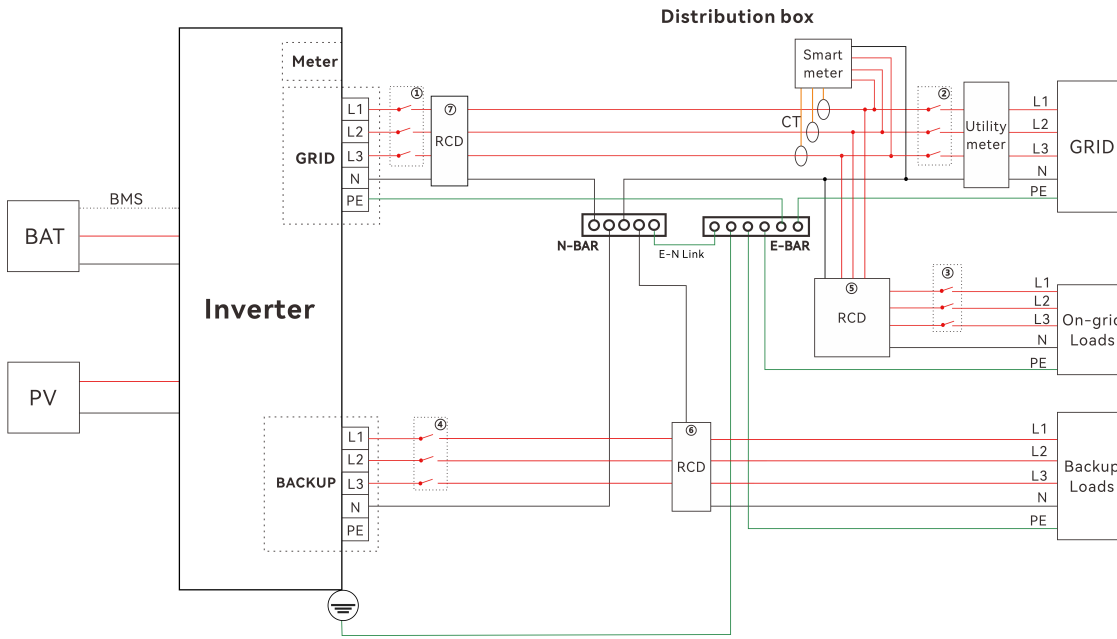 Distribution box
Smart
meter
Meter
①
②
L1
L2
L3
N
PE
GRID
⑦
RCD
CT
Utility
meter
L1
L2
L3
N
PE
GRID
BMS
BAT
N-BAR
E-N Link
E-BAR
Inverter
⑤
RCD
③
L1
L2
L3
N
PE
On-grid
Loads
PV
L1
L2
L3
N
PE
BACKUP
④
⑥
RCD
L1
L2
L3
N
PE
Backup
Loads